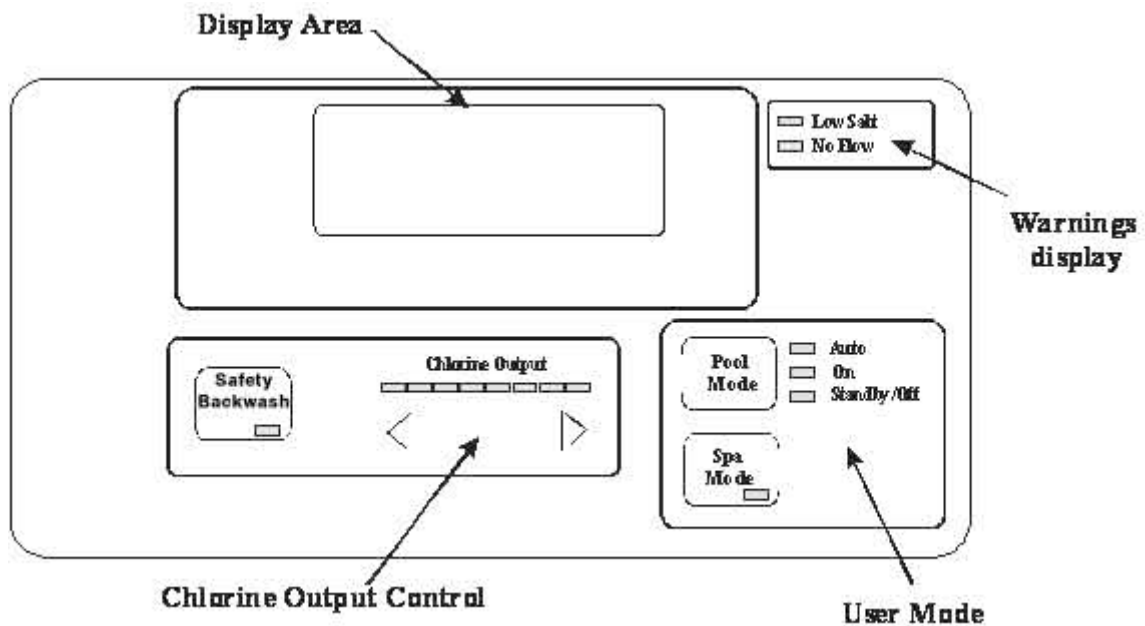 Display Area
Low Salt
No Flow
Warnings
display
Safety
Backwash
Chlorine Output
Pool
Mode
Auto
On
Standby/Off
Spa
Mode
Chlorine Output Control
User Mode